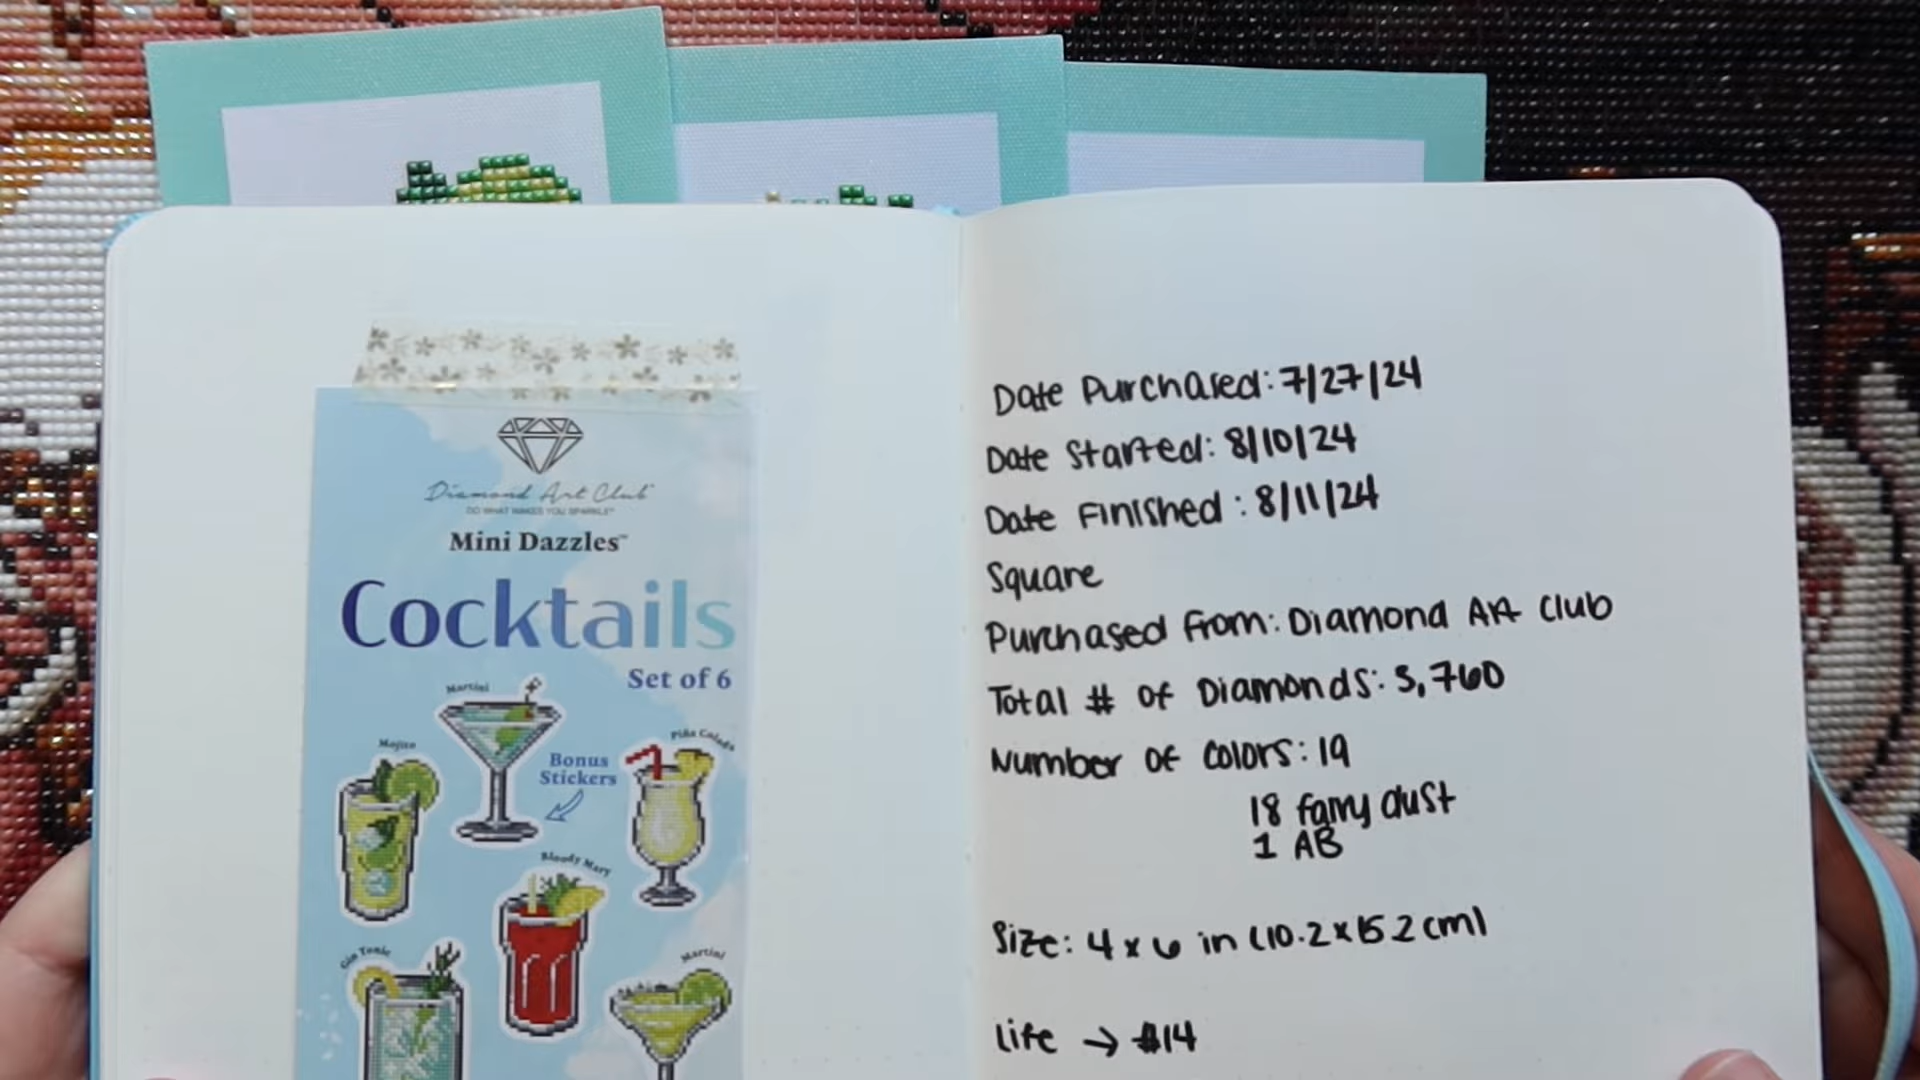 Diamond Art Club
DO WHAT MAKES YOU SPARKLE™
Mini Dazzles™
Cocktails
Set of 6
Martini
Mojito
Piña Colada
Bonus
Stickers
Bloody Mary
Gin Tonic
Martini
Date Purchased: 7/27/24
Date Started: 8/10/24
Date Finished: 8/11/24
Square
Purchased from: Diamond Art Club
Total # of Diamonds: 5,760
Number of Colors: 19
18 fairy dust
1 AB
Size: 4 x 6 in (10.2 x 15.2 cm)
life → #14